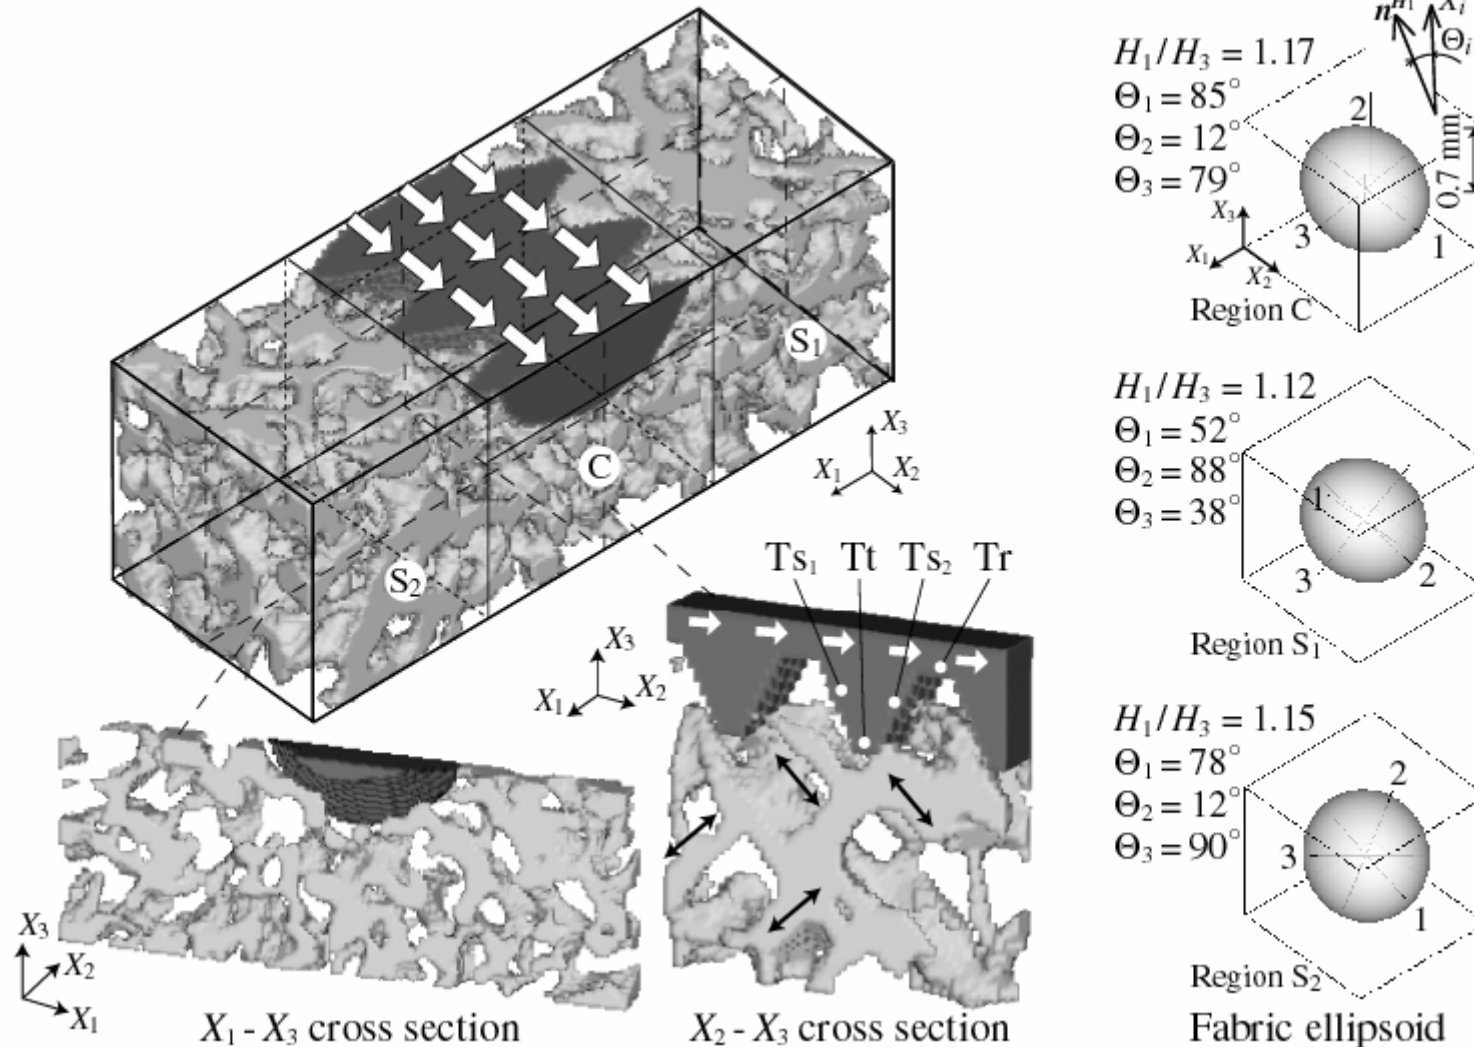 S₁
C
S₂
X₃
X₁ X₂
Ts₁ Tt Ts₂ Tr
X₃
X₁ X₂
X₃
X₂
X₁
X₁ - X₃ cross section
X₂ - X₃ cross section
H₁/H₃ = 1.17
Θ₁ = 85°
Θ₂ = 12°
Θ₃ = 79°
n^H₁ X_i
Θ_i
2
0.7 mm
3
1
X₃
X₁
X₂
Region C
H₁/H₃ = 1.12
Θ₁ = 52°
Θ₂ = 88°
Θ₃ = 38°
1
3
2
Region S₁
H₁/H₃ = 1.15
Θ₁ = 78°
Θ₂ = 12°
Θ₃ = 90°
2
3
1
Region S₂
Fabric ellipsoid